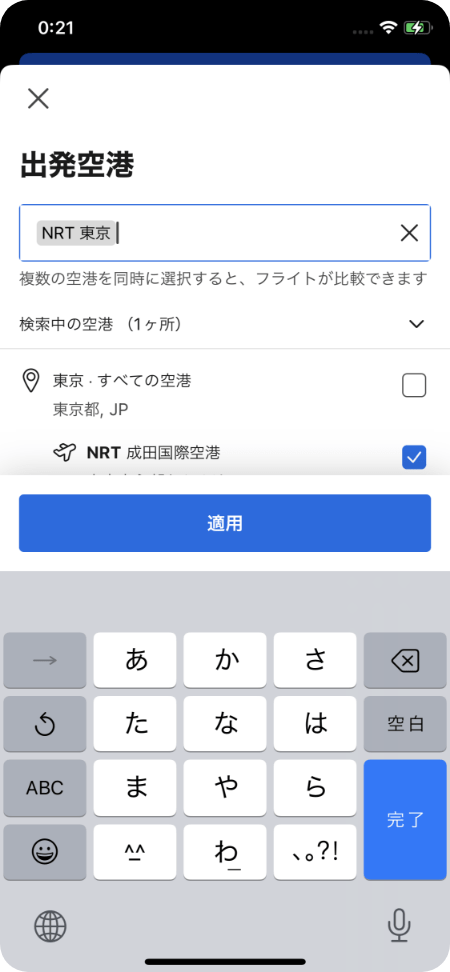 0:21
出発空港
NRT 東京
複数の空港を同時に選択すると、フライトが比較できます
検索中の空港 （1ヶ所）
東京 · すべての空港
東京都, JP
NRT 成田国際空港
適用
→ あ か さ
た な は 空白
ABC ま や ら
完了
^^ わ_ 、。?!